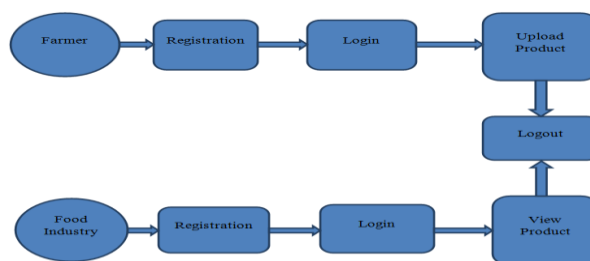 Farmer
Registration
Login
Upload
Product
Logout
Food
Industry
Registration
Login
View
Product